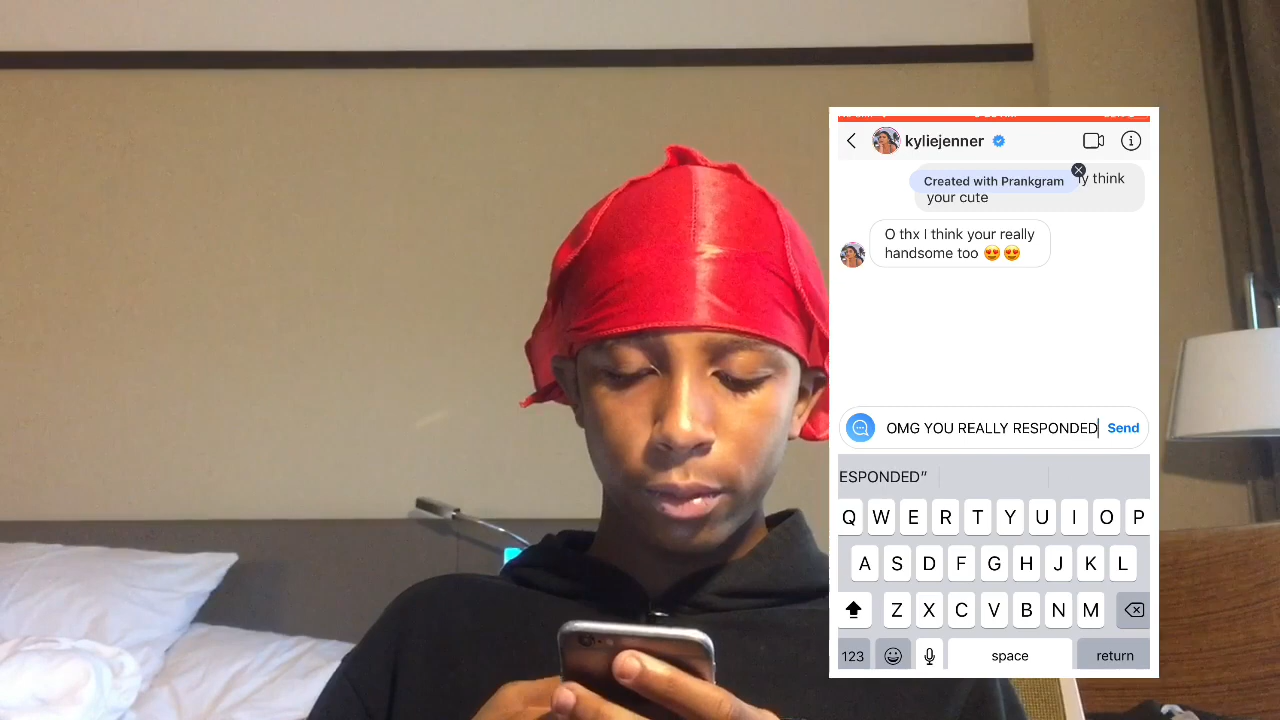 kyliejenner
Created with Prankgram
ly think
your cute
O thx I think your really
handsome too 😍😍
OMG YOU REALLY RESPONDED
Send
ESPONDED”
Q W E R T Y U I O P
A S D F G H J K L
Z X C V B N M
123
space
return